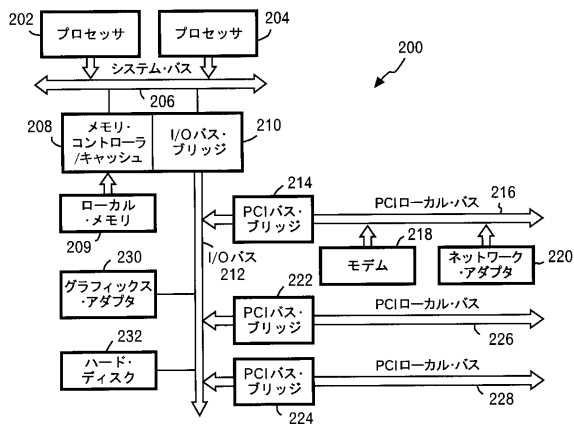 202
プロセッサ
プロセッサ
204
200
システム・バス
206
208
メモリ・
コントローラ
/キャッシュ
I/Oバス・
ブリッジ
210
ローカル・
メモリ
209
214
PCIバス・
ブリッジ
PCIローカル・バス
216
I/Oバス
212
218
モデム
ネットワーク
・アダプタ
220
230
グラフィックス
・アダプタ
222
PCIバス・
ブリッジ
PCIローカル・バス
226
232
ハード・
ディスク
PCIバス・
ブリッジ
224
PCIローカル・バス
228